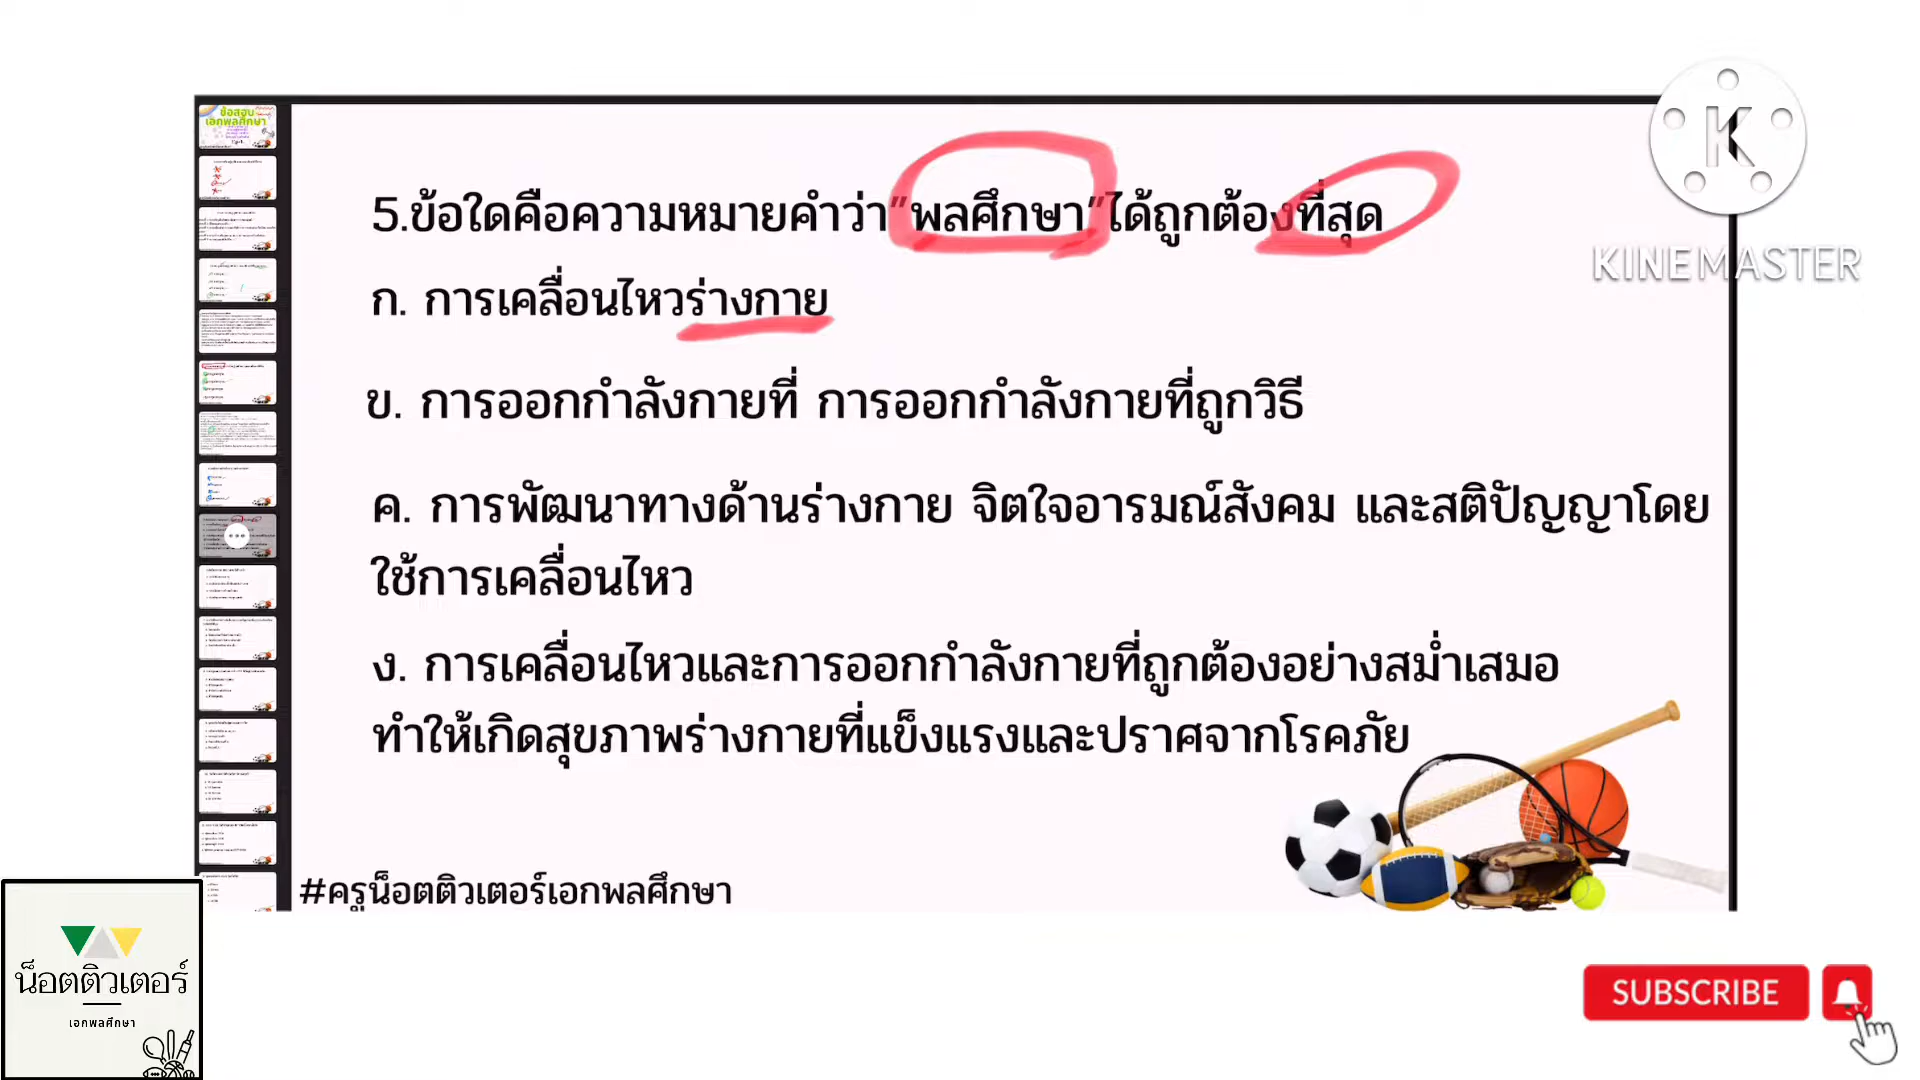 ข้อสอบ
เอกพลศึกษา
KINEMASTER
5.ข้อใดคือความหมายคำว่า"พลศึกษา"ได้ถูกต้องที่สุด
ก. การเคลื่อนไหวร่างกาย
ข. การออกกำลังกายที่ การออกกำลังกายที่ถูกวิธี
ค. การพัฒนาทางด้านร่างกาย จิตใจอารมณ์สังคม และสติปัญญาโดย
ใช้การเคลื่อนไหว
ง. การเคลื่อนไหวและการออกกำลังกายที่ถูกต้องอย่างสม่ำเสมอ
ทำให้เกิดสุขภาพร่างกายที่แข็งแรงและปราศจากโรคภัย
#ครูน็อตติวเตอร์เอกพลศึกษา
น็อตติวเตอร์
เอกพลศึกษา
SUBSCRIBE